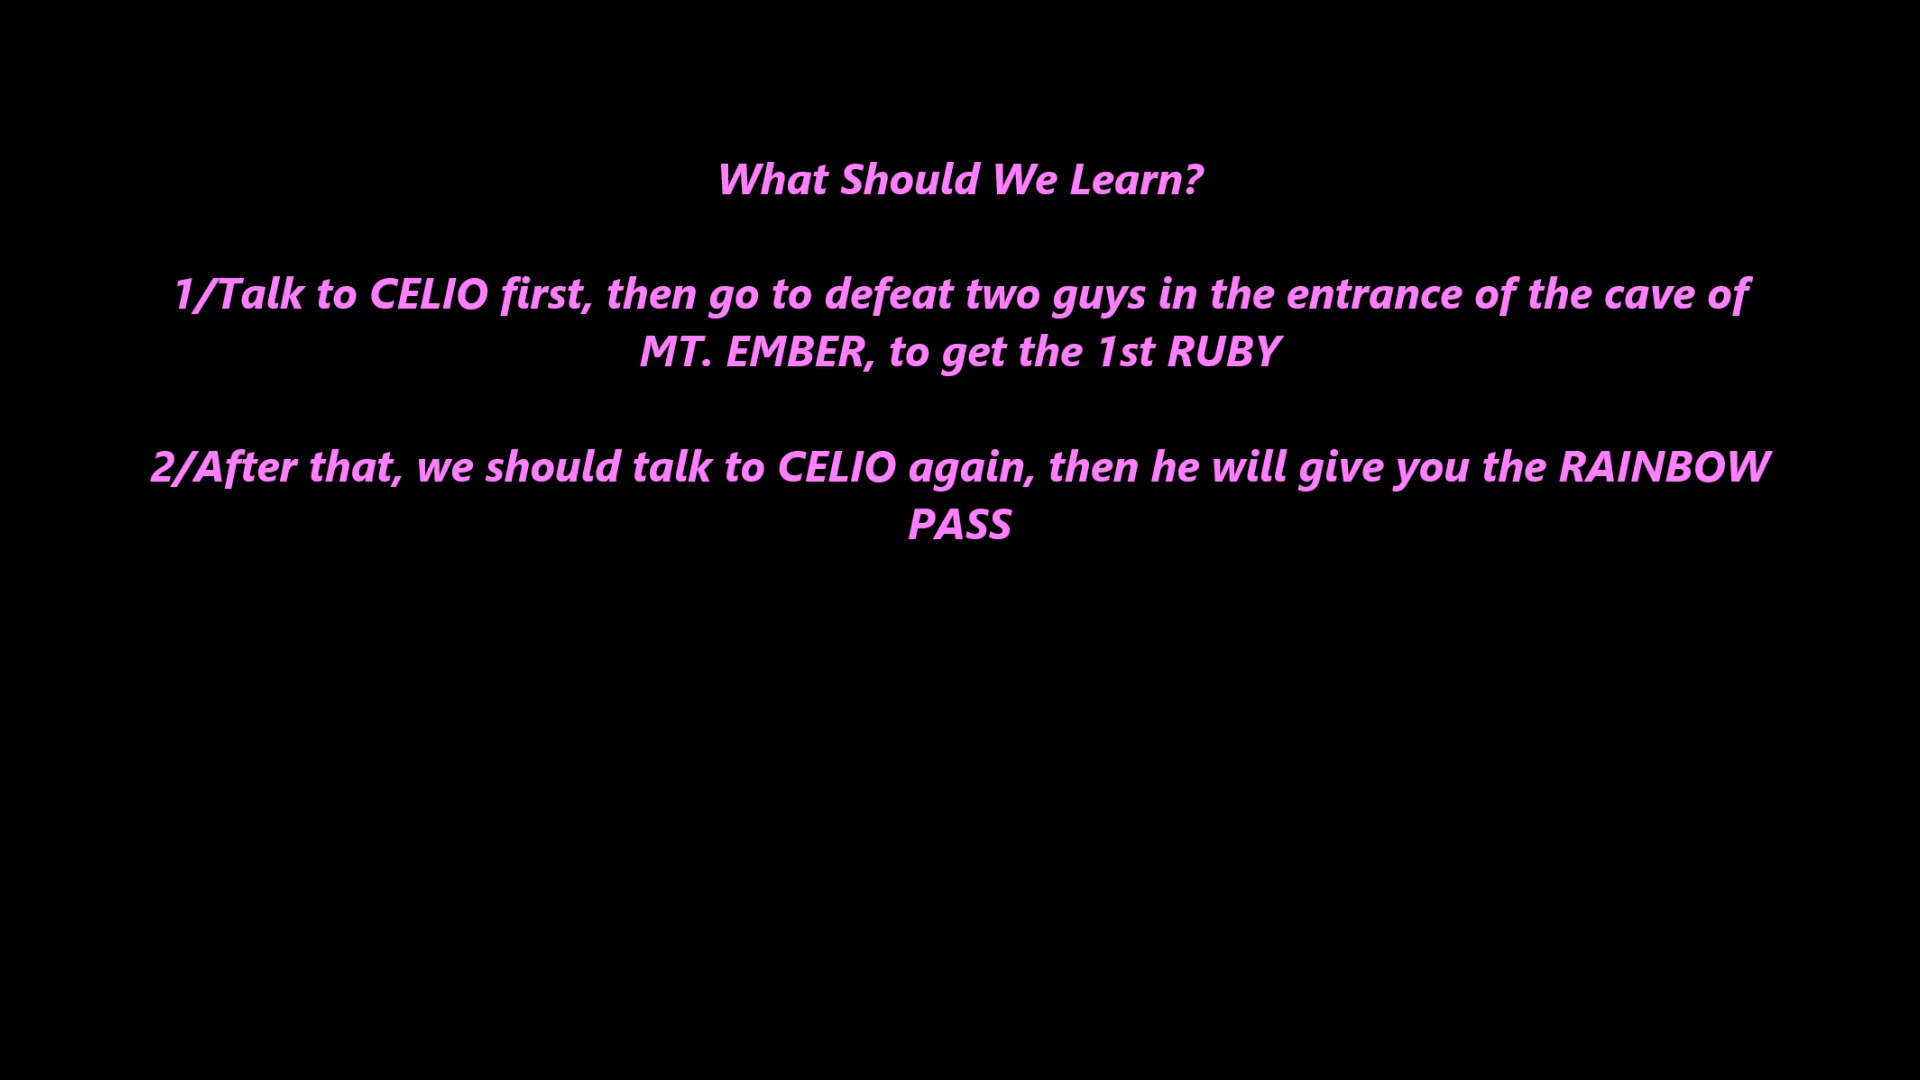 What Should We Learn?
1/Talk to CELIO first, then go to defeat two guys in the entrance of the cave of
MT. EMBER, to get the 1st RUBY
2/After that, we should talk to CELIO again, then he will give you the RAINBOW
PASS